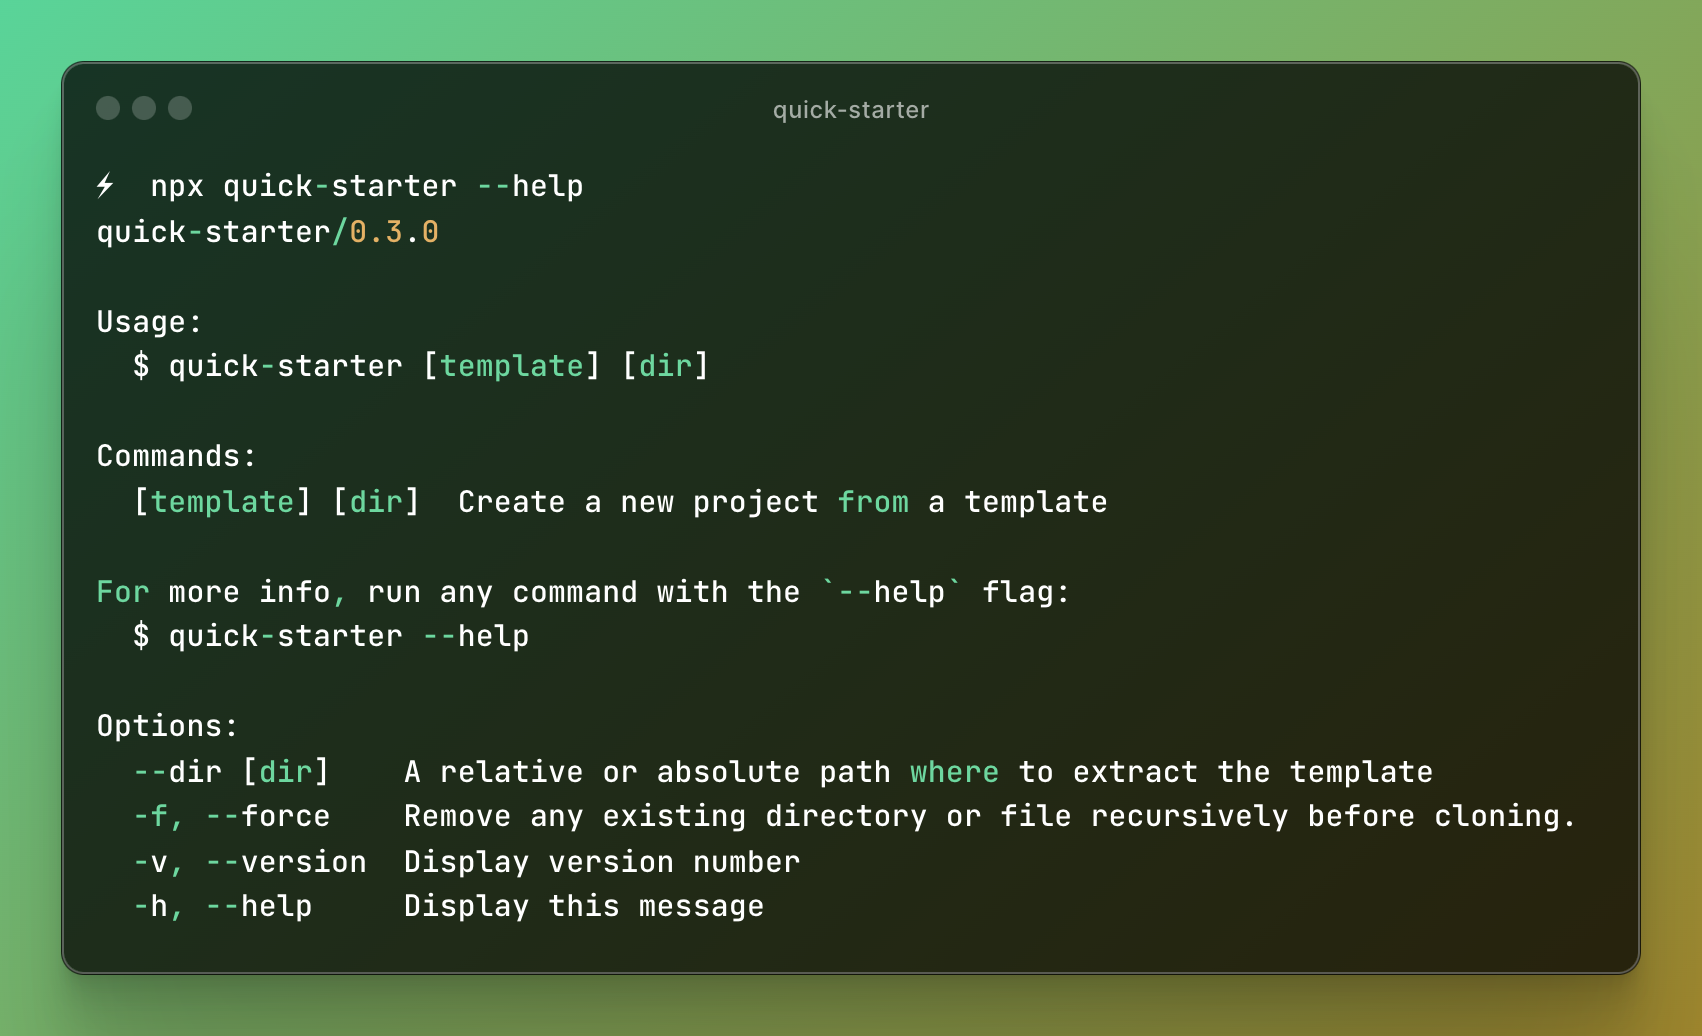 quick-starter
⚡ npx quick-starter --help
quick-starter/0.3.0
Usage:
  $ quick-starter [template] [dir]
Commands:
  [template] [dir]  Create a new project from a template
For more info, run any command with the `--help` flag:
  $ quick-starter --help
Options:
  --dir [dir]    A relative or absolute path where to extract the template
  -f, --force    Remove any existing directory or file recursively before cloning.
  -v, --version  Display version number
  -h, --help     Display this message